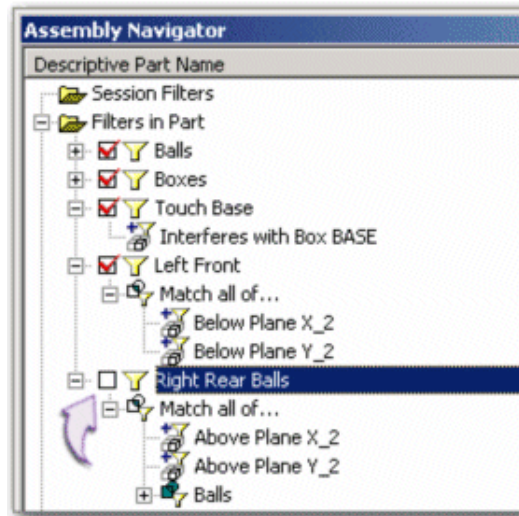 Assembly Navigator
Descriptive Part Name
Session Filters
Filters in Part
Balls
Boxes
Touch Base
Interferes with Box BASE
Left Front
Match all of...
Below Plane X_2
Below Plane Y_2
Right Rear Balls
Match all of...
Above Plane X_2
Above Plane Y_2
Balls